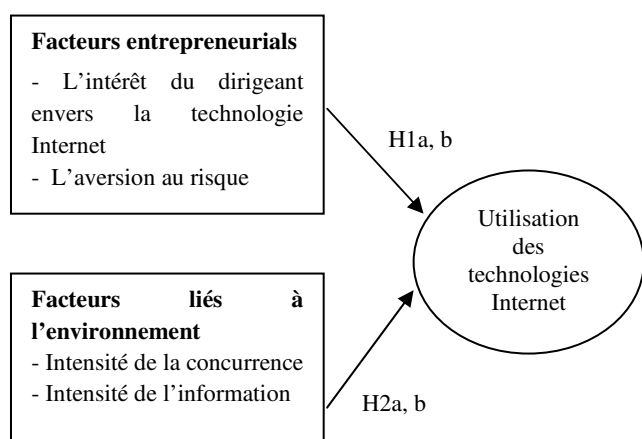 Facteurs entrepreneurials
- L'intérêt du dirigeant
envers la technologie
Internet
- L'aversion au risque
H1a, b
Utilisation
des
technologies
Internet
Facteurs liés à
l'environnement
- Intensité de la concurrence
- Intensité de l'information
H2a, b